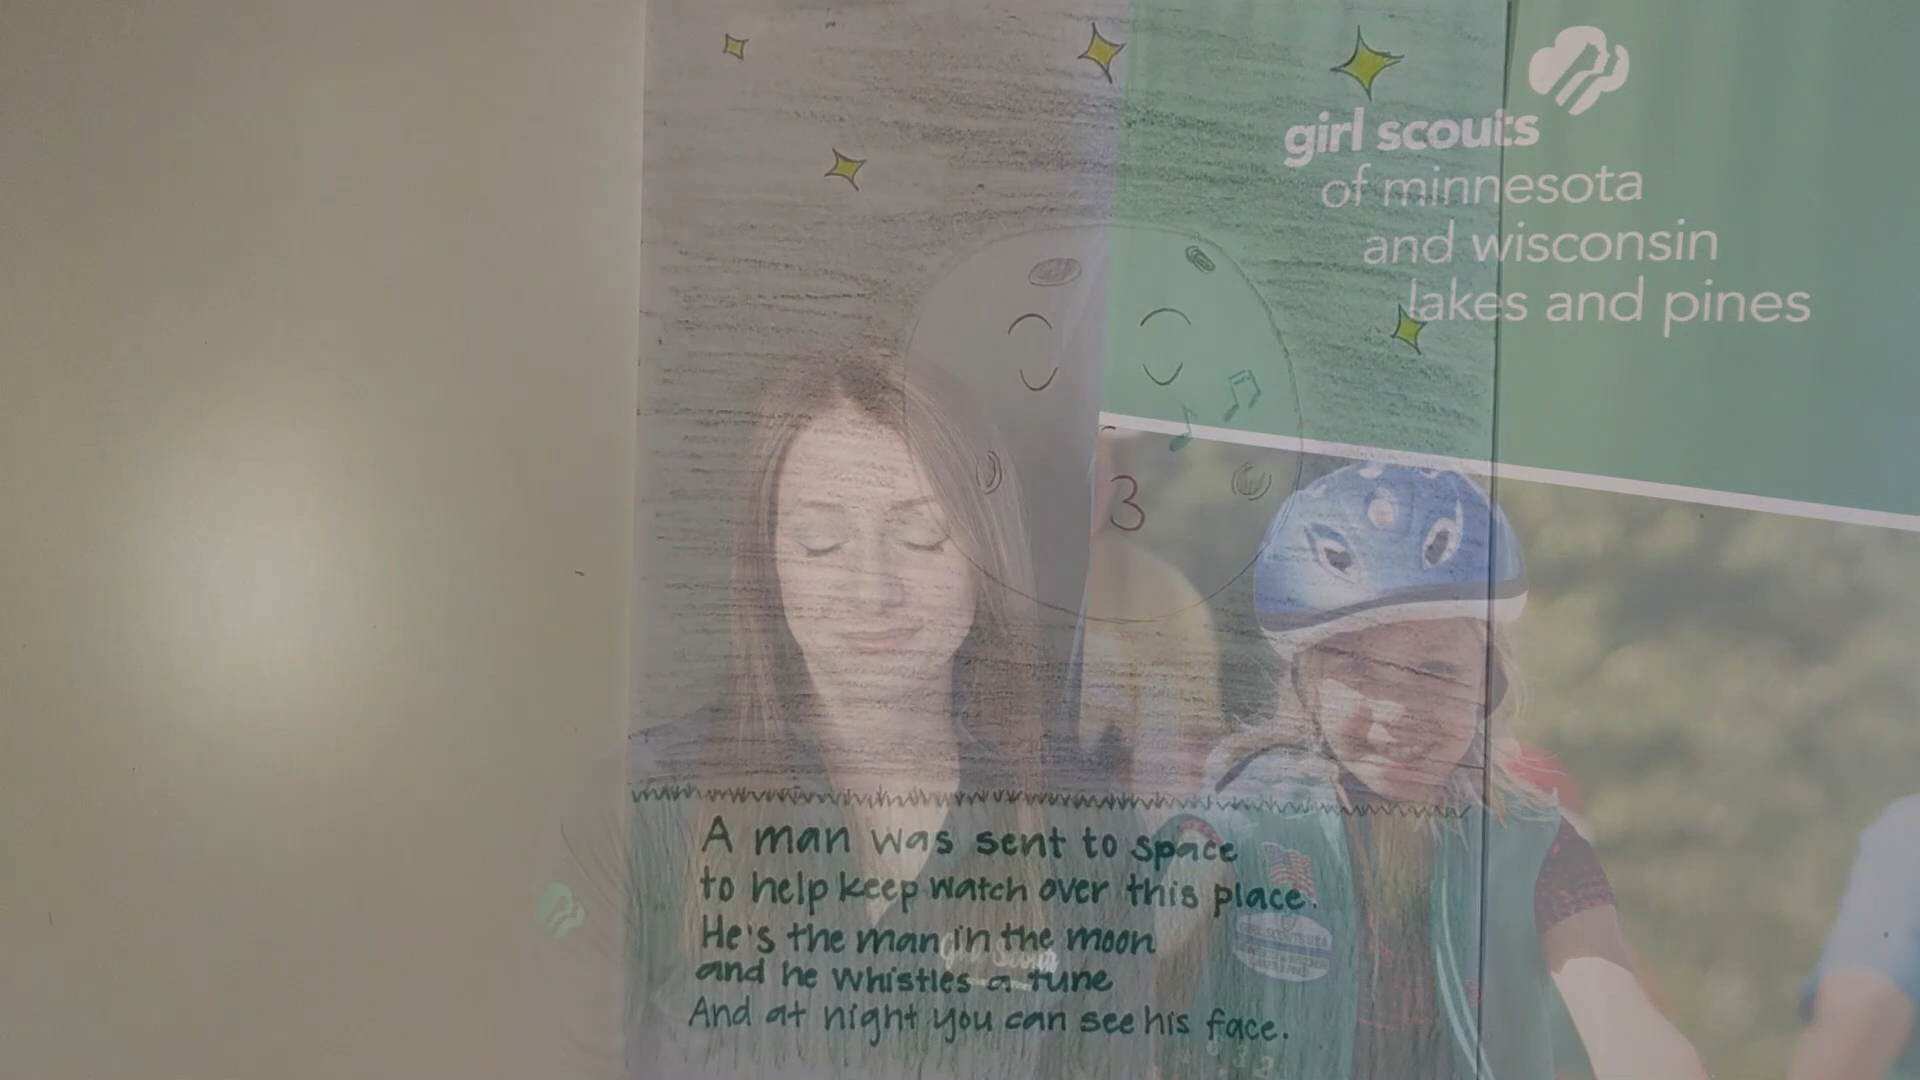 girl scouts
of minnesota
and wisconsin
lakes and pines
3
A man was sent to space
to help keep watch over this place.
He's the man in the moon
and he whistles a tune
And at night you can see his face.